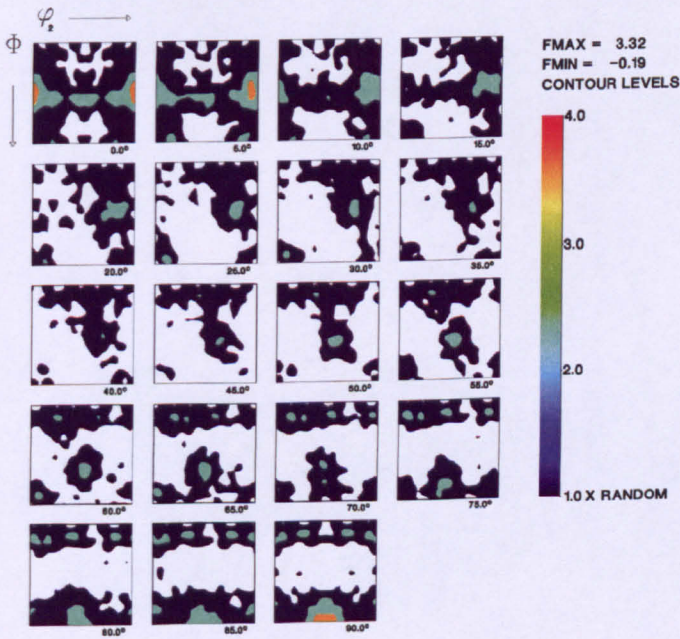 φ₂
Φ
FMAX = 3.32
FMIN = -0.19
CONTOUR LEVELS
4.0
3.0
2.0
1.0 X RANDOM
0.0° 5.0° 10.0° 15.0°
20.0° 25.0° 30.0° 35.0°
40.0° 45.0° 50.0° 55.0°
60.0° 65.0° 70.0° 75.0°
80.0° 85.0° 90.0°